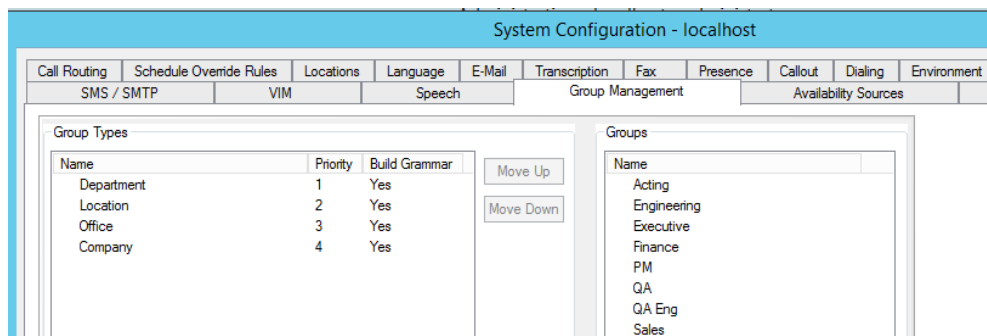 System Configuration - localhost
Call Routing Schedule Override Rules Locations Language E-Mail Transcription Fax Presence Callout Dialing Environment
SMS / SMTP VIM Speech Group Management Availability Sources
Group Types Groups
Name Priority Build Grammar Move Up Name
Department 1 Yes Acting
Location 2 Yes Move Down Engineering
Office 3 Yes Executive
Company 4 Yes Finance
PM
QA
QA Eng
Sales